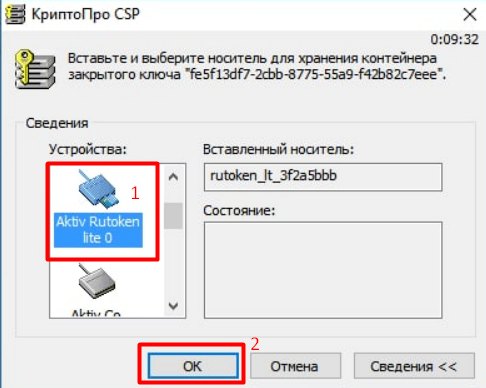 КриптоПро CSP
0:09:32
Вставьте и выберите носитель для хранения контейнера
закрытого ключа "fe5f13df7-2cbb-8775-55a9-f42b82c7eee".
Сведения
Устройства:
Вставленный носитель:
1
rutoken_lt_3f2a5bbb
Aktiv Rutoken
lite 0
Состояние:
Aktiv Co
2
OK
Отмена
Сведения <<